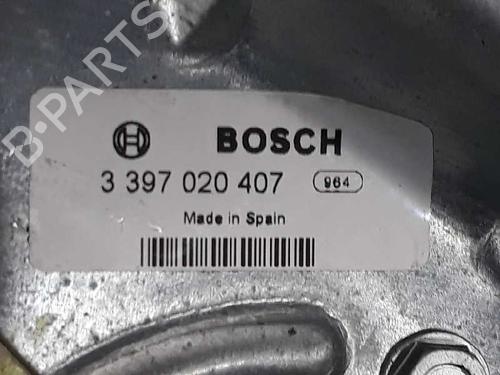 BOSCH
3 397 020 407 964
Made in Spain
B-PARTS